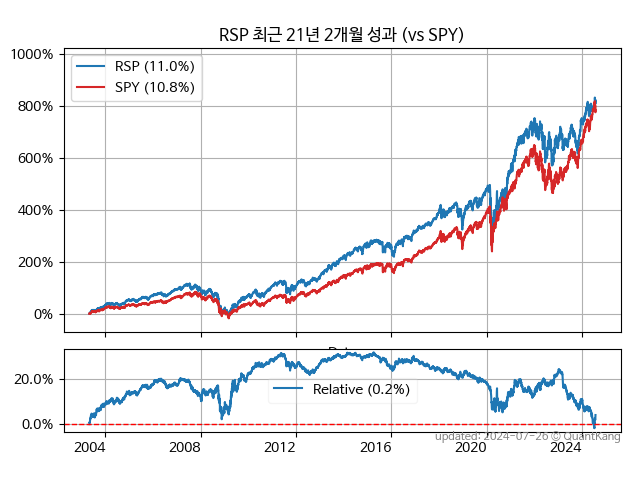 RSP 최근 21년 2개월 성과 (vs SPY)
1000%
800%
600%
400%
200%
0%
RSP (11.0%)
SPY (10.8%)
20.0%
0.0%
Relative (0.2%)
2004 2008 2012 2016 2020 2024
updated: 2024-07-26 © QuantKang